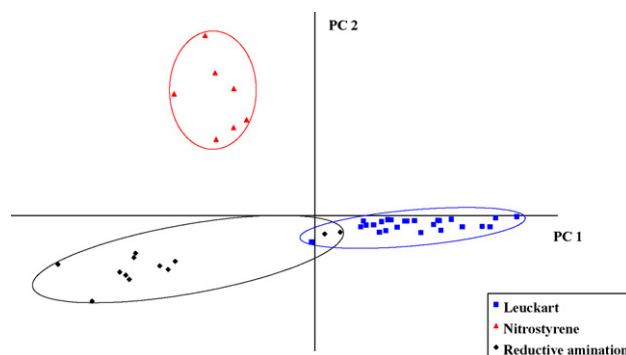 PC 2
PC 1
Leuckart
Nitrostyrene
Reductive amination